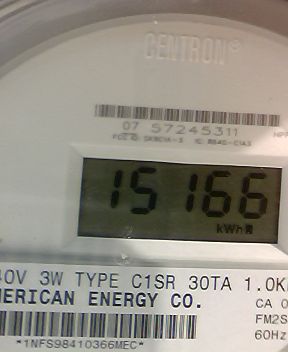 CENTRON®
07 57245311
15166
kWh
40V 3W TYPE C1SR 30TA 1.0K
MERICAN ENERGY CO.
CA 0
FM2S
60Hz
*1NFS98410366MEC*